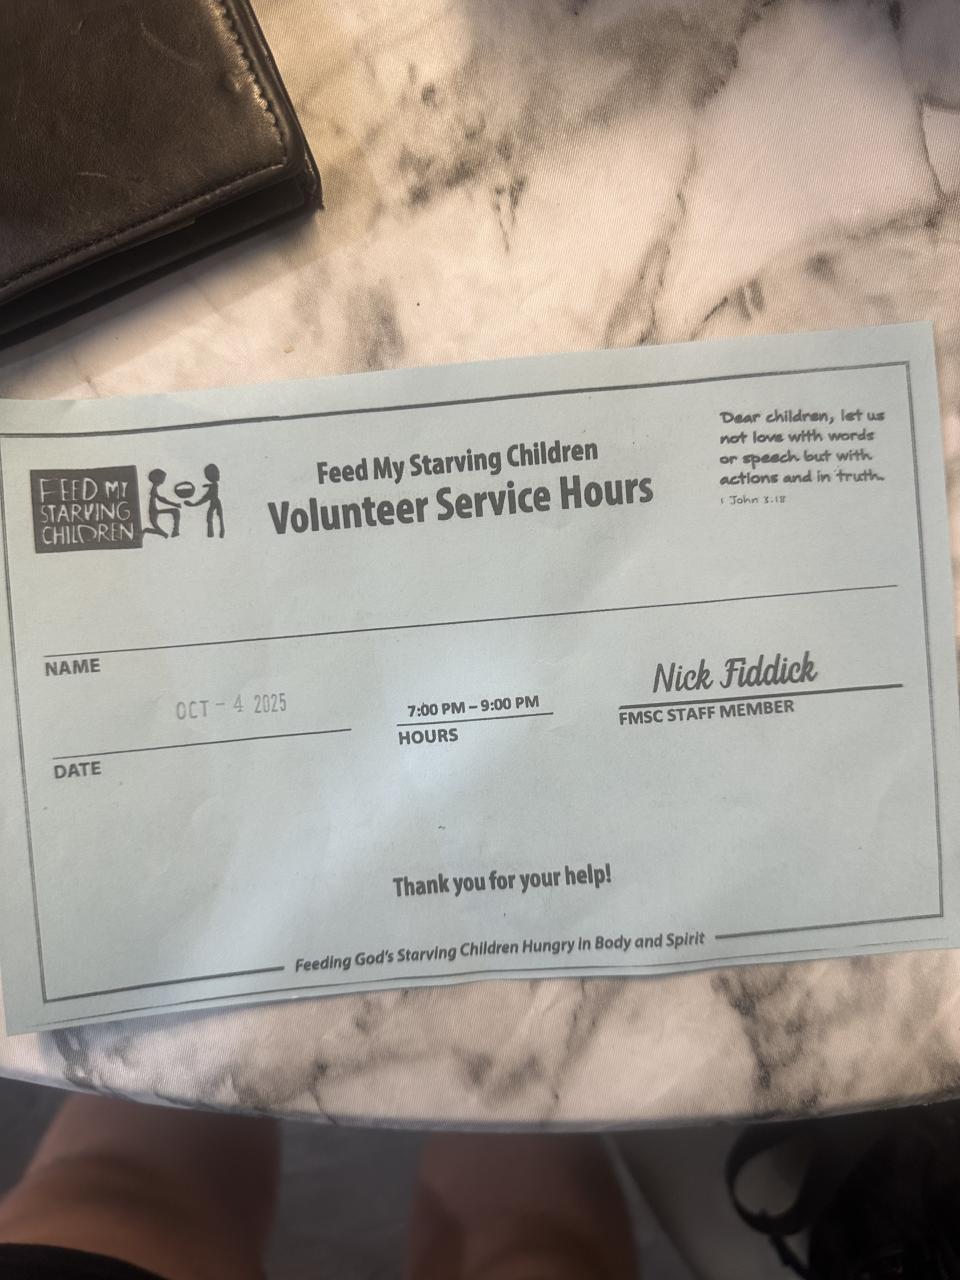 FEED MY
STARVING
CHILDREN
Feed My Starving Children
Volunteer Service Hours
Dear children, let us
not love with words
or speech but with
actions and in truth.
1 John 3:18
NAME
OCT - 4 2025
DATE
7:00 PM – 9:00 PM
HOURS
Nick Fiddick
FMSC STAFF MEMBER
Thank you for your help!
Feeding God's Starving Children Hungry in Body and Spirit